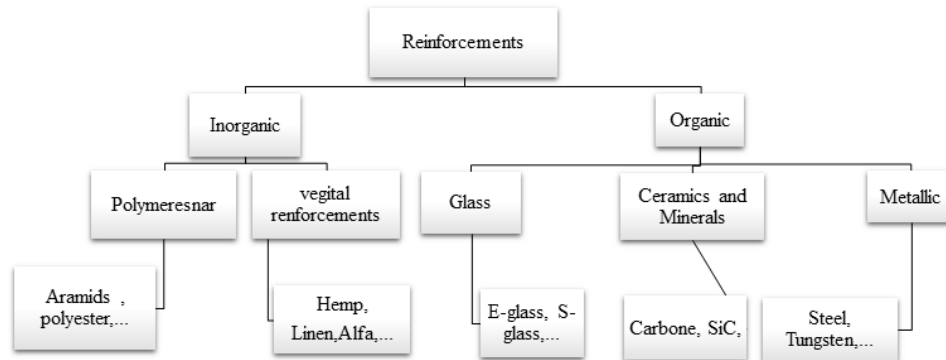 Reinforcements
Inorganic
Organic
Polymeresnar
vegital
renforcements
Glass
Ceramics and
Minerals
Metallic
Aramids ,
polyester,...
Hemp,
Linen,Alfa,...
E-glass, S-
glass,...
Carbone, SiC,
Steel,
Tungsten,...